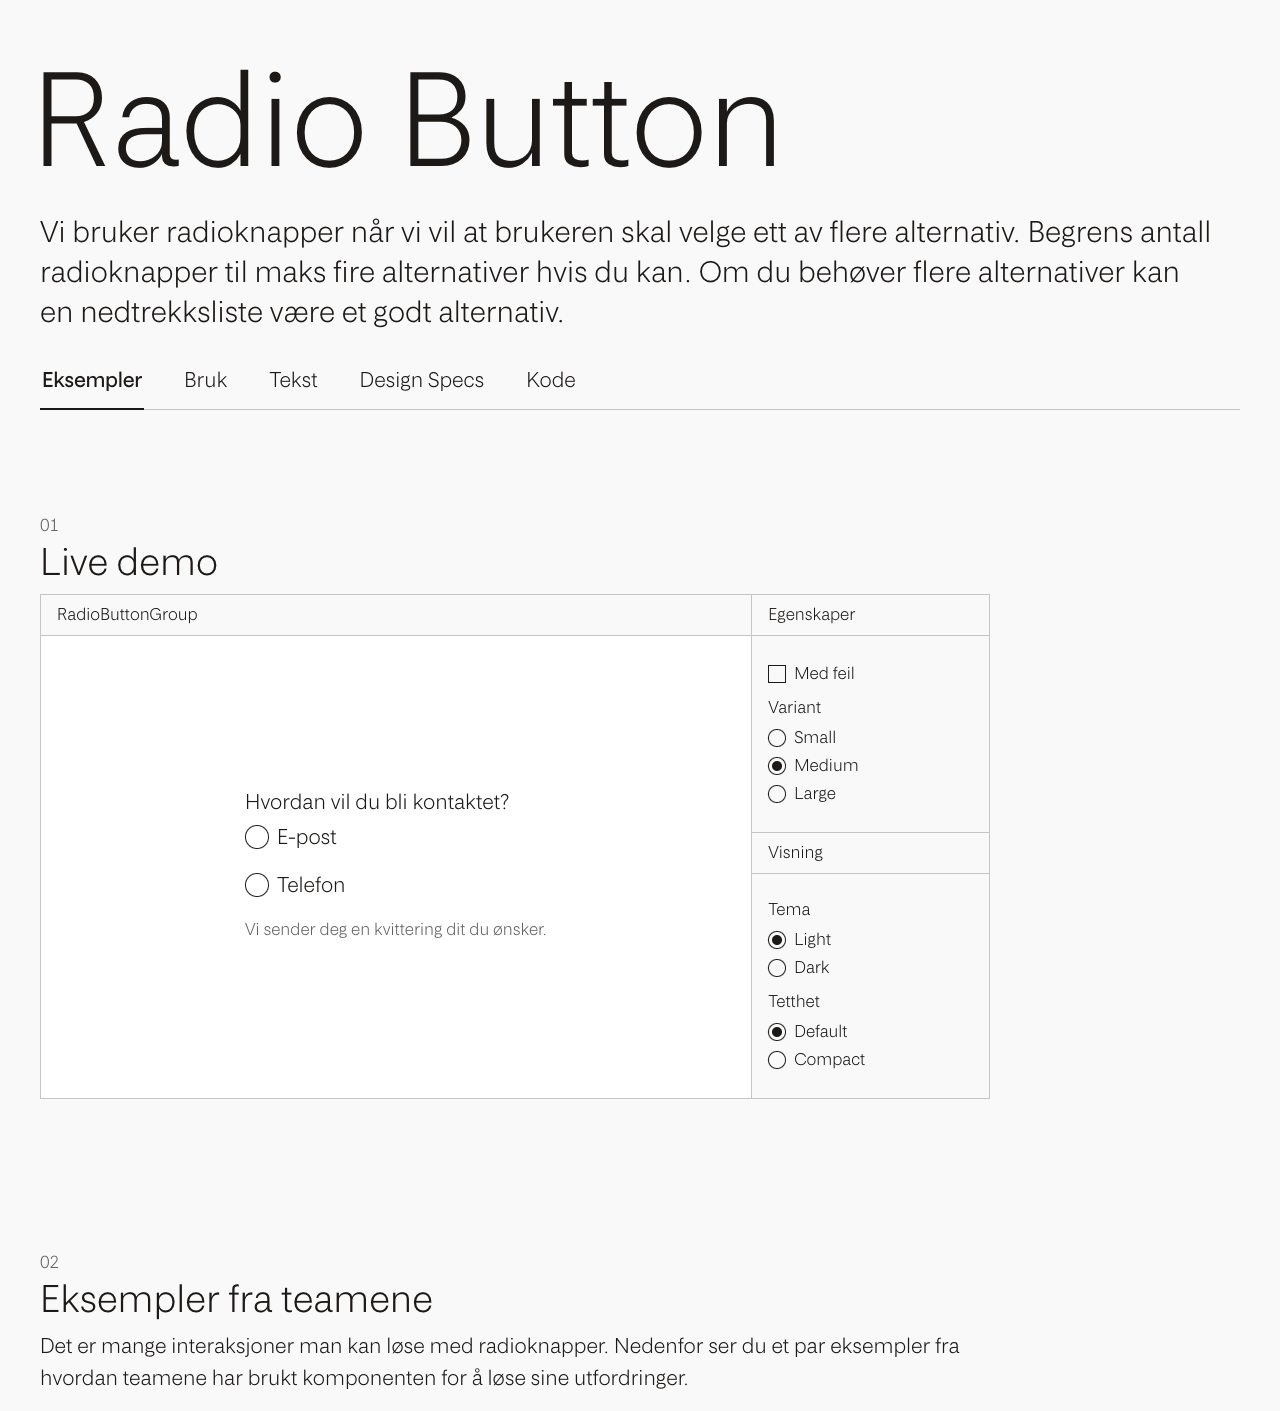 Radio Button
Vi bruker radioknapper når vi vil at brukeren skal velge ett av flere alternativ. Begrens antall
radioknapper til maks fire alternativer hvis du kan. Om du behøver flere alternativer kan
en nedtrekksliste være et godt alternativ.
Eksempler Bruk Tekst Design Specs Kode
01
Live demo
RadioButtonGroup
Hvordan vil du bli kontaktet?
E-post
Telefon
Vi sender deg en kvittering dit du ønsker.
Egenskaper
Med feil
Variant
Small
Medium
Large
Visning
Tema
Light
Dark
Tetthet
Default
Compact
02
Eksempler fra teamene
Det er mange interaksjoner man kan løse med radioknapper. Nedenfor ser du et par eksempler fra
hvordan teamene har brukt komponenten for å løse sine utfordringer.